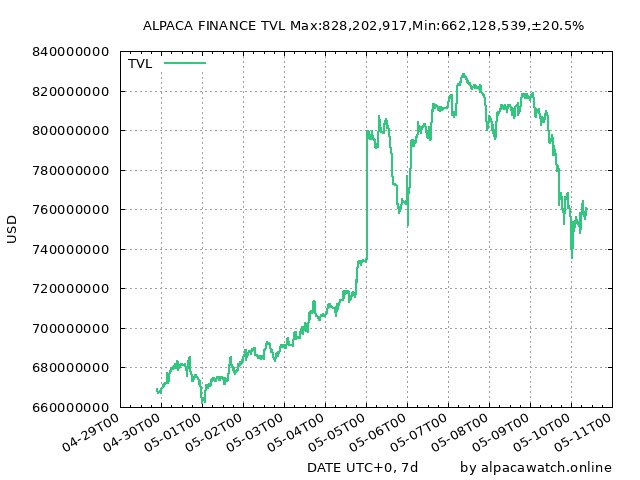 ALPACA FINANCE TVL Max:828,202,917,Min:662,128,539,±20.5%
TVL
840000000
820000000
800000000
780000000
760000000
740000000
720000000
700000000
680000000
660000000
USD
04-29T00
04-30T00
05-01T00
05-02T00
05-03T00
05-04T00
05-05T00
05-06T00
05-07T00
05-08T00
05-09T00
05-10T00
05-11T00
DATE UTC+0, 7d
by alpacawatch.online